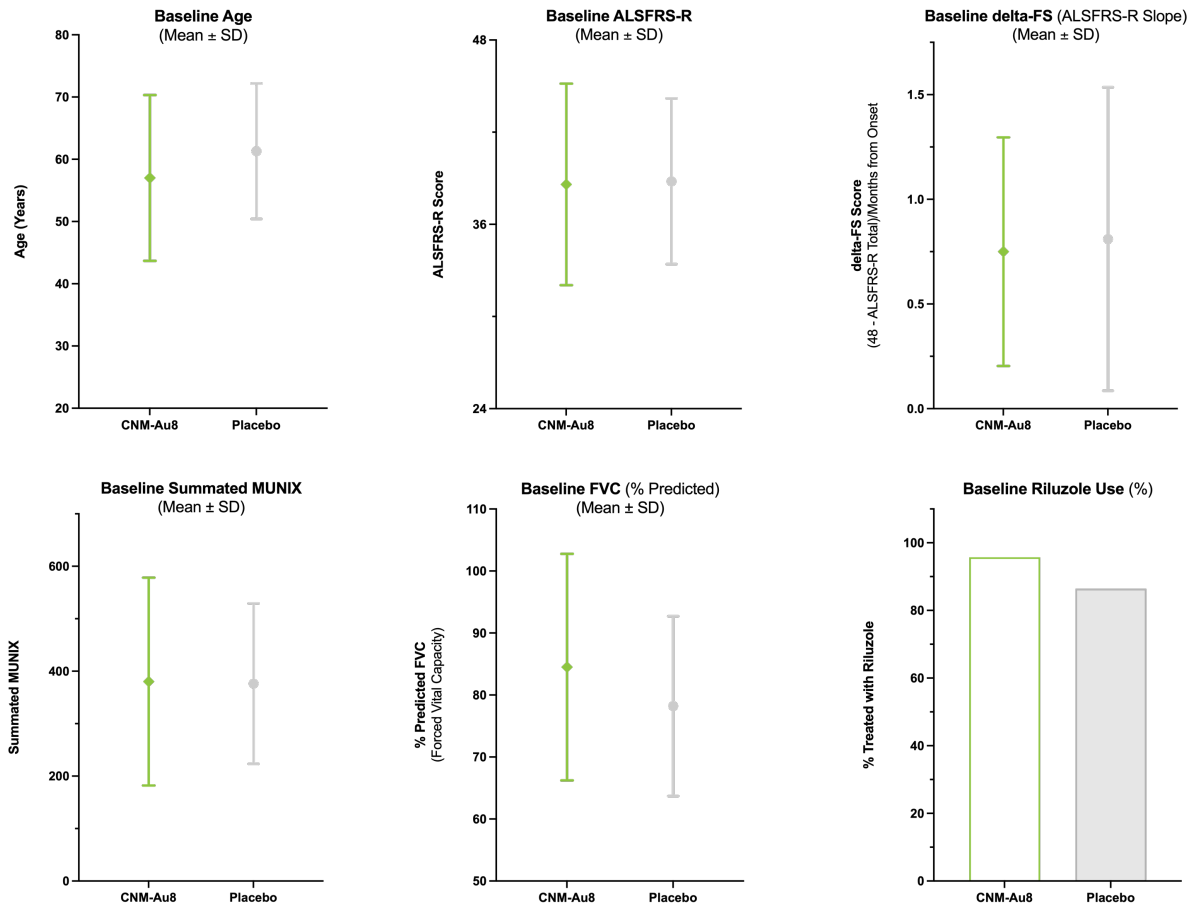 Baseline Age
(Mean ± SD)
Age (Years)
80
70
60
50
40
30
20
CNM-Au8
Placebo
Baseline ALSFRS-R
(Mean ± SD)
ALSFRS-R Score
48
36
24
CNM-Au8
Placebo
Baseline delta-FS (ALSFRS-R Slope)
(Mean ± SD)
delta-FS Score
(48 - ALSFRS-R Total)/Months from Onset
1.5
1.0
0.5
0.0
CNM-Au8
Placebo
Baseline Summated MUNIX
(Mean ± SD)
Summated MUNIX
600
400
200
0
CNM-Au8
Placebo
Baseline FVC (% Predicted)
(Mean ± SD)
% Predicted FVC
(Forced Vital Capacity)
110
100
90
80
70
60
50
CNM-Au8
Placebo
Baseline Riluzole Use (%)
% Treated with Riluzole
100
80
60
40
20
0
CNM-Au8
Placebo